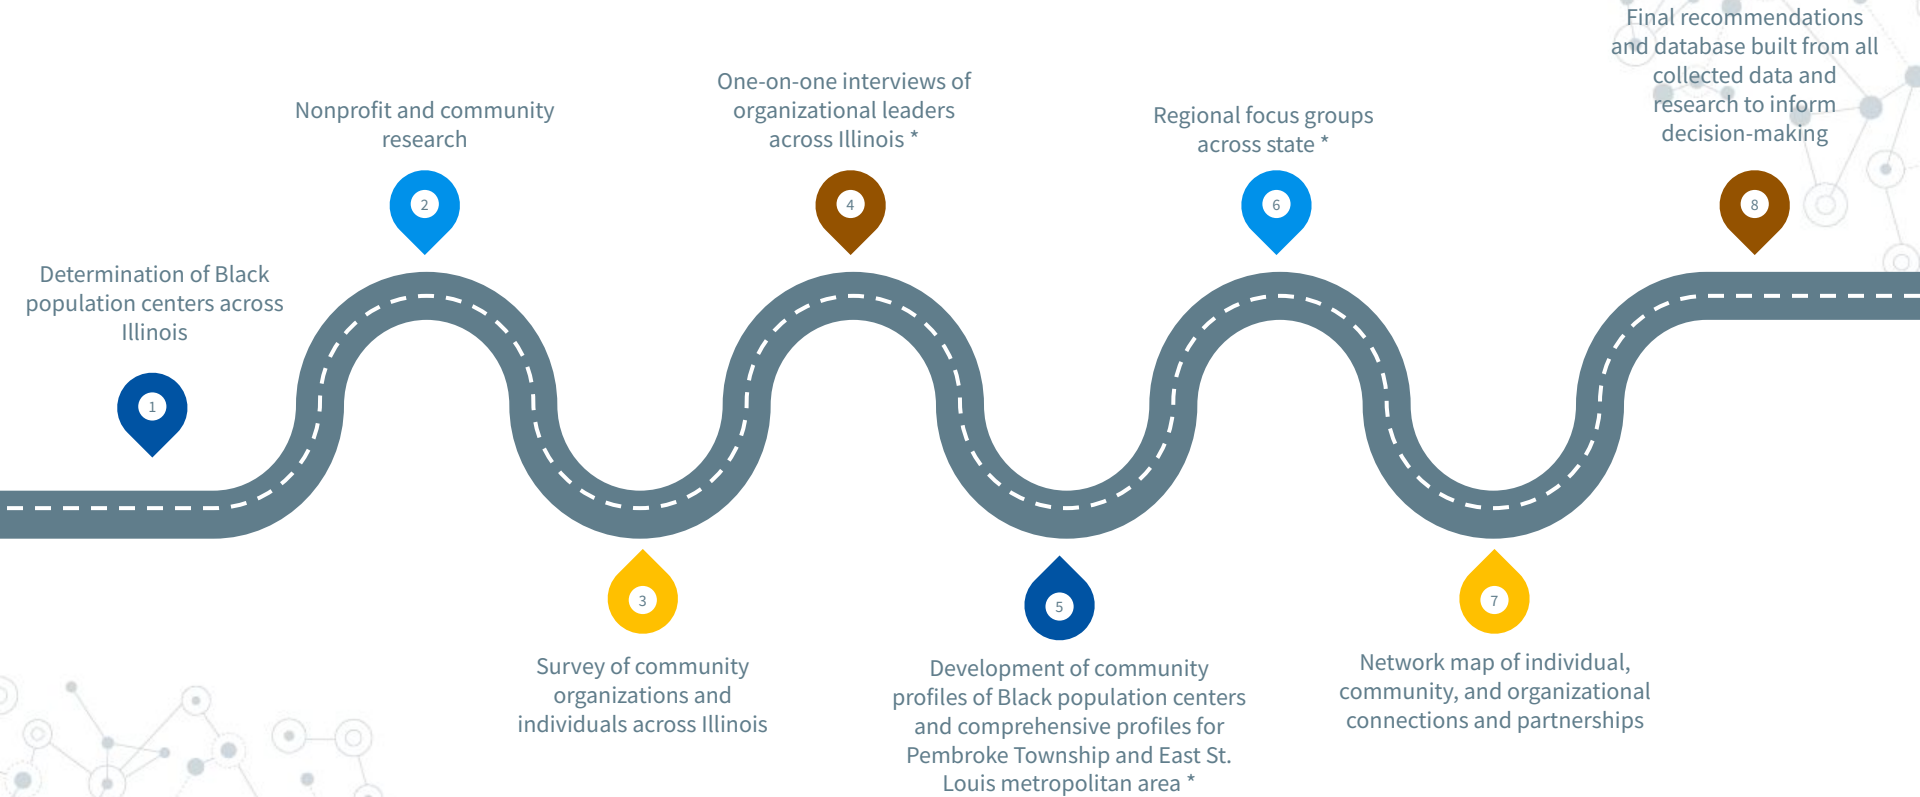 1
Determination of Black
population centers across
Illinois
2
Nonprofit and community
research
3
Survey of community
organizations and
individuals across Illinois
4
One-on-one interviews of
organizational leaders
across Illinois *
5
Development of community
profiles of Black population centers
and comprehensive profiles for
Pembroke Township and East St.
Louis metropolitan area *
6
Regional focus groups
across state *
7
Network map of individual,
community, and organizational
connections and partnerships
8
Final recommendations
and database built from all
collected data and
research to inform
decision-making